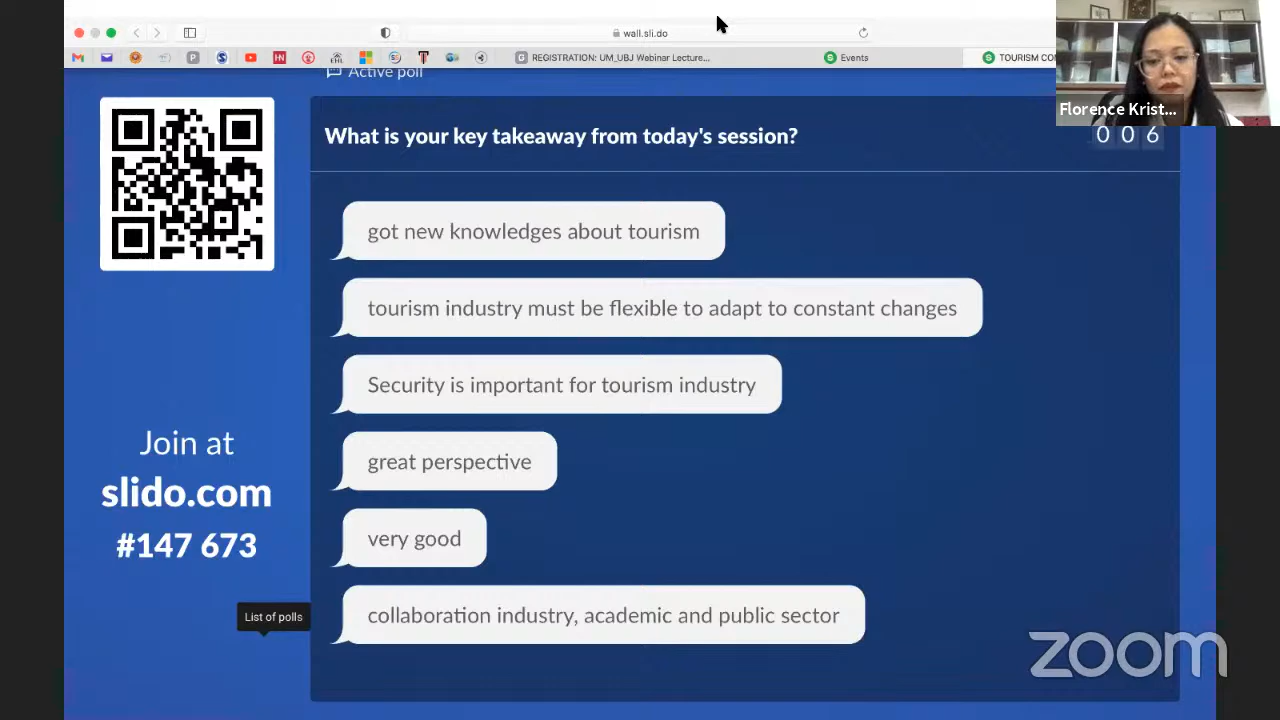 wall.sli.do
REGISTRATION: UM_UBJ Webinar Lecture...
Events
TOURISM CO
Florence Krist...
Active poll
What is your key takeaway from today's session?
0 0 6
got new knowledges about tourism
tourism industry must be flexible to adapt to constant changes
Security is important for tourism industry
great perspective
very good
collaboration industry, academic and public sector
Join at
slido.com
#147 673
List of polls
zoom